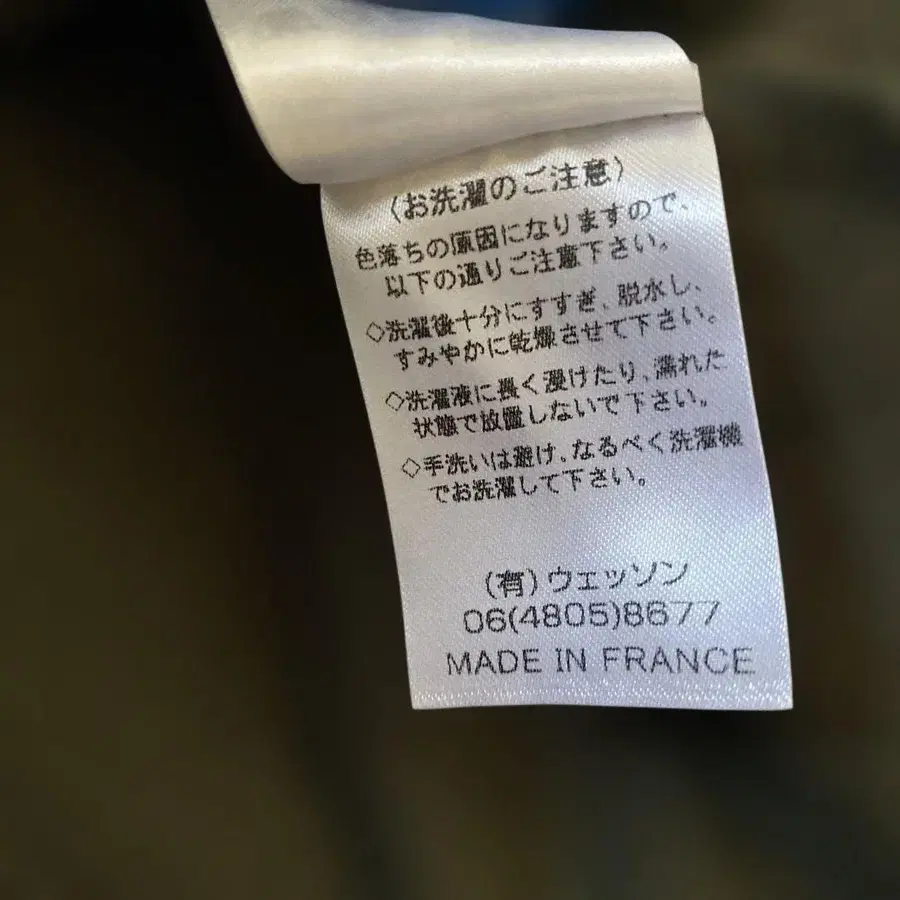 〈お洗濯のご注意〉
色落ちの原因になりますので、
以下の通りご注意下さい。
◇洗濯後十分にすすぎ、脱水し、
すみやかに乾燥させて下さい。
◇洗濯液に長く浸けたり、濡れた
状態で放置しないで下さい。
◇手洗いは避け、なるべく洗濯機
でお洗濯して下さい。
(有)ウェッソン
06(4805)8677
MADE IN FRANCE